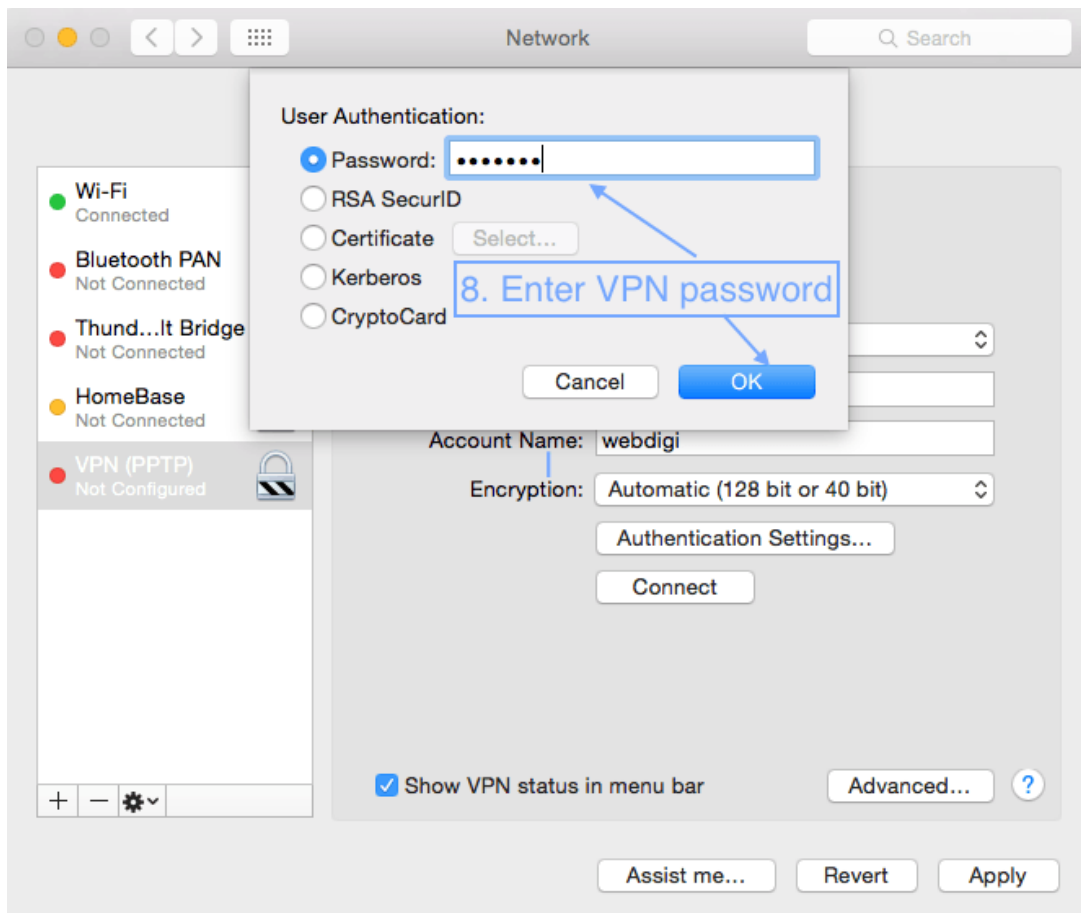 Network
Search
User Authentication:
Password: •••••••
RSA SecurID
Certificate Select...
Kerberos
CryptoCard
8. Enter VPN password
Cancel OK
Wi-Fi
Connected
Bluetooth PAN
Not Connected
Thund...lt Bridge
Not Connected
HomeBase
Not Connected
VPN (PPTP)
Not Configured
Account Name: webdigi
Encryption: Automatic (128 bit or 40 bit)
Authentication Settings...
Connect
Show VPN status in menu bar
Advanced... ?
Assist me... Revert Apply